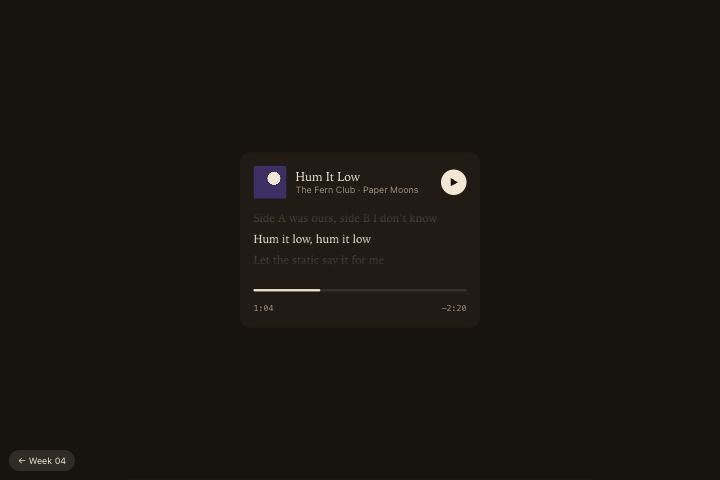 Hum It Low
The Fern Club · Paper Moons
Side A was ours, side B I don't know
Hum it low, hum it low
Let the static say it for me
1:04
−2:20
← Week 04